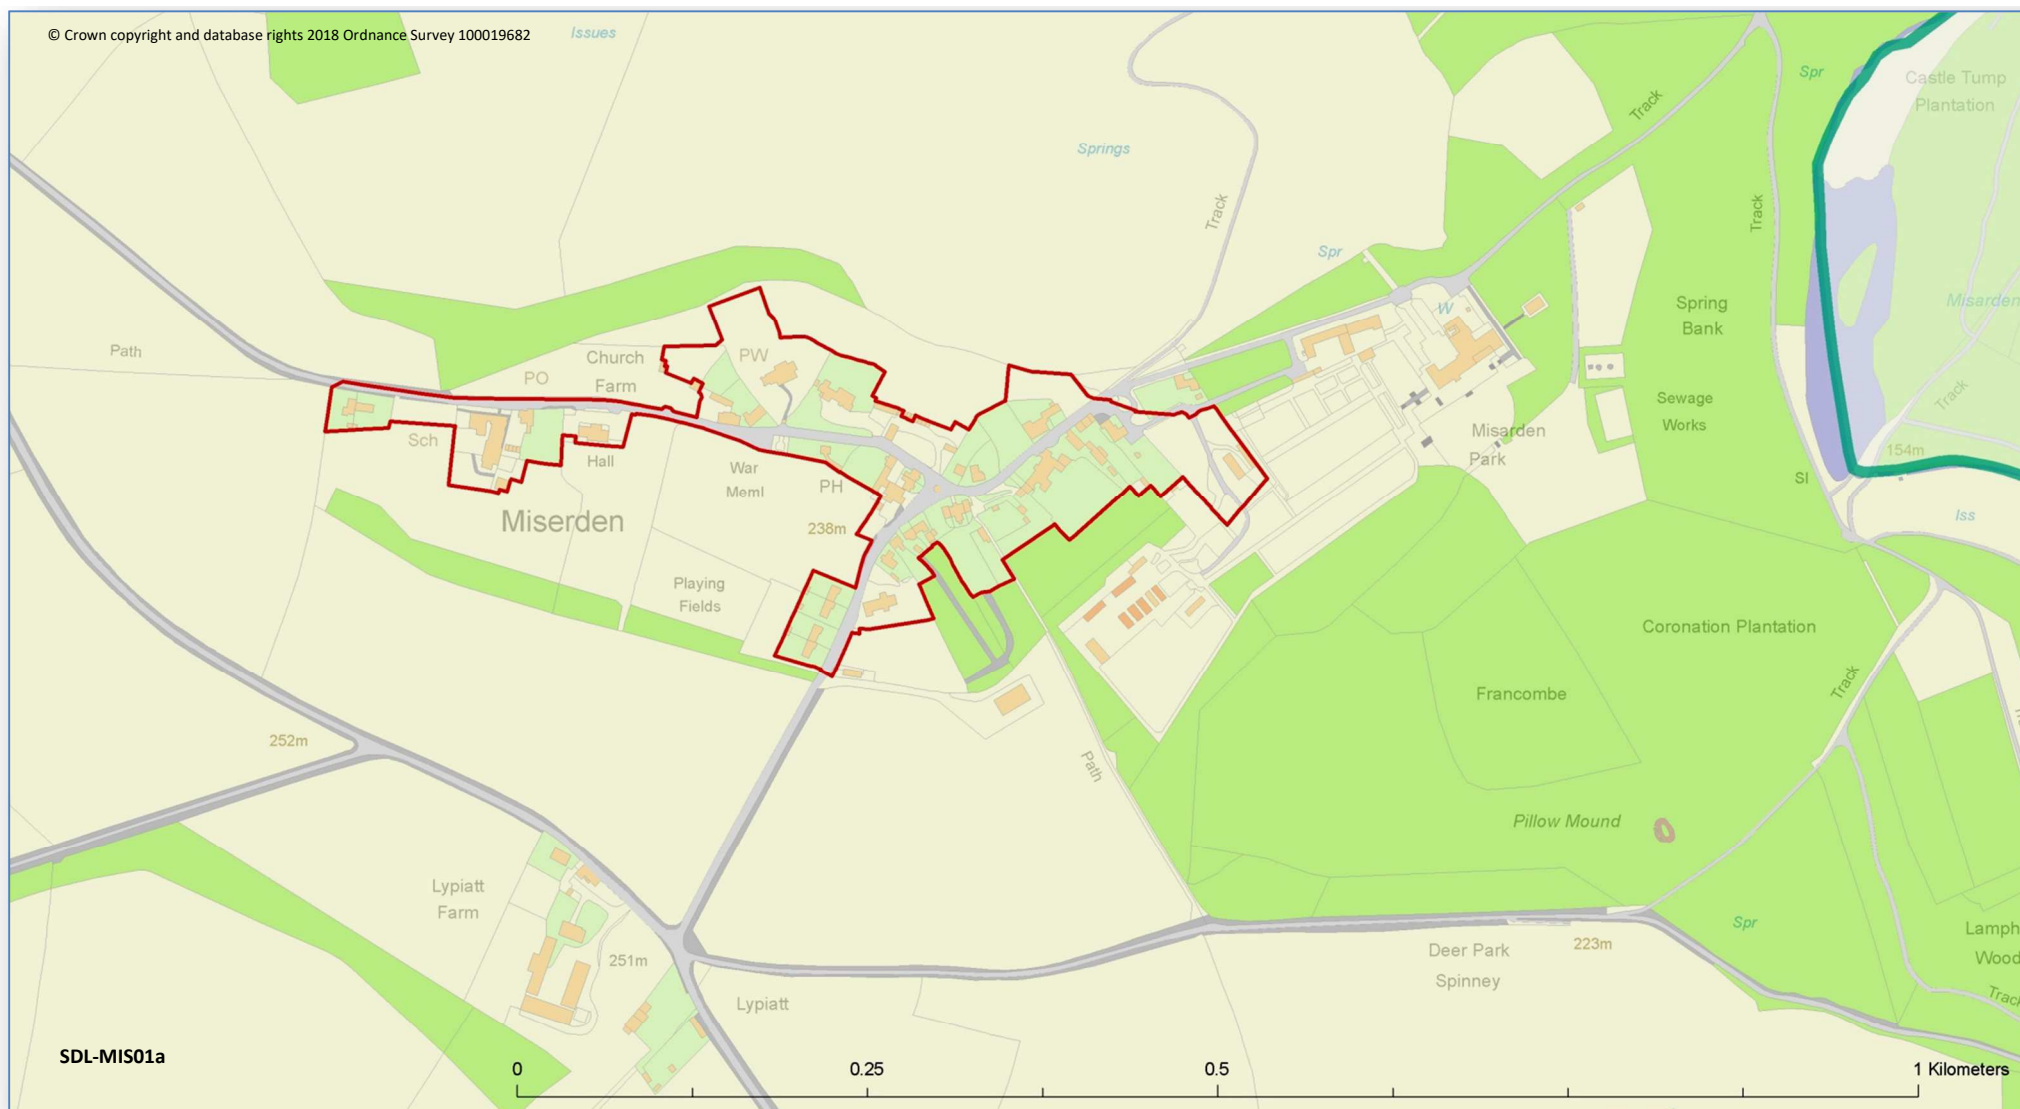 © Crown copyright and database rights 2018 Ordnance Survey 100019682
Issues
Spr
Castle Tump
Plantation
Track
Springs
Track
Track
Spr
Spring
Bank
W
Misarden
Path
Church
Farm
PW
PO
Track
Sewage
Works
Sch
Hall
War
Meml
PH
Misarden
Park
154m
SI
Miserden
238m
Iss
Playing
Fields
Coronation Plantation
Track
Francombe
252m
Path
Pillow Mound
Lypiatt
Farm
Spr
Lamph
Wood
251m
Deer Park
Spinney
223m
Lypiatt
Trac
SDL-MIS01a
0
0.25
0.5
1 Kilometers